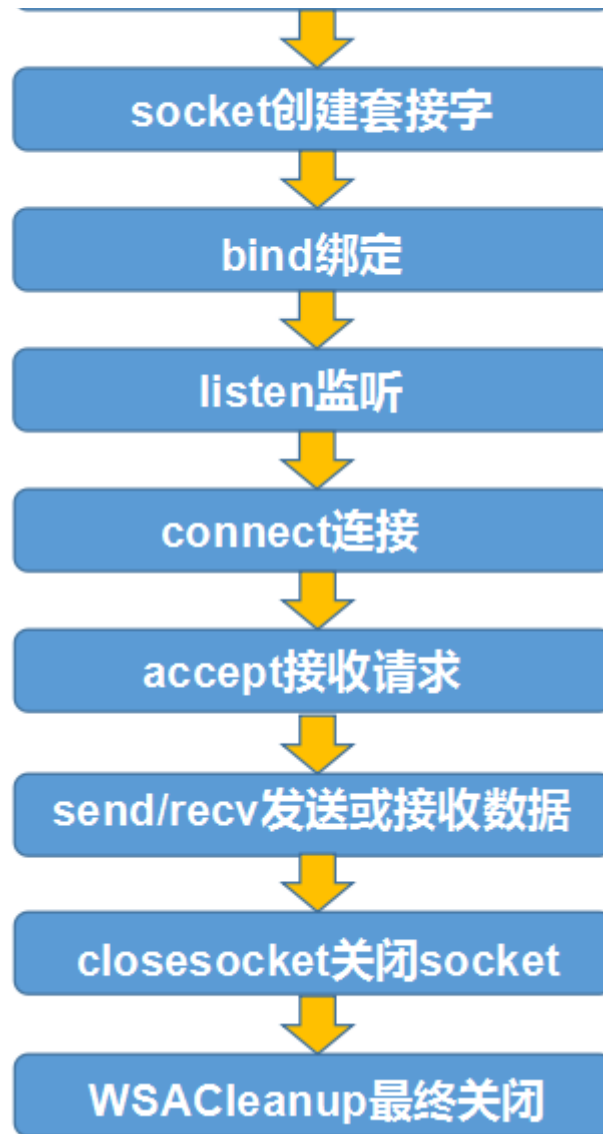 socket创建套接字
bind绑定
listen监听
connect连接
accept接收请求
send/recv发送或接收数据
closesocket关闭socket
WSACleanup最终关闭